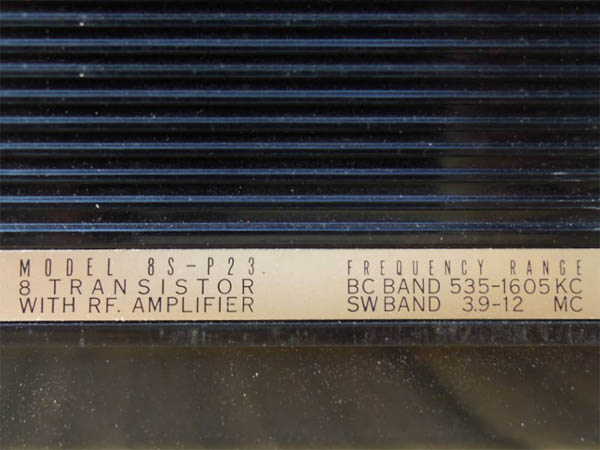 MODEL 8S-P23
8 TRANSISTOR
WITH RF. AMPLIFIER
FREQUENCY RANGE
BC BAND 535-1605 KC
SW BAND 3.9-12 MC